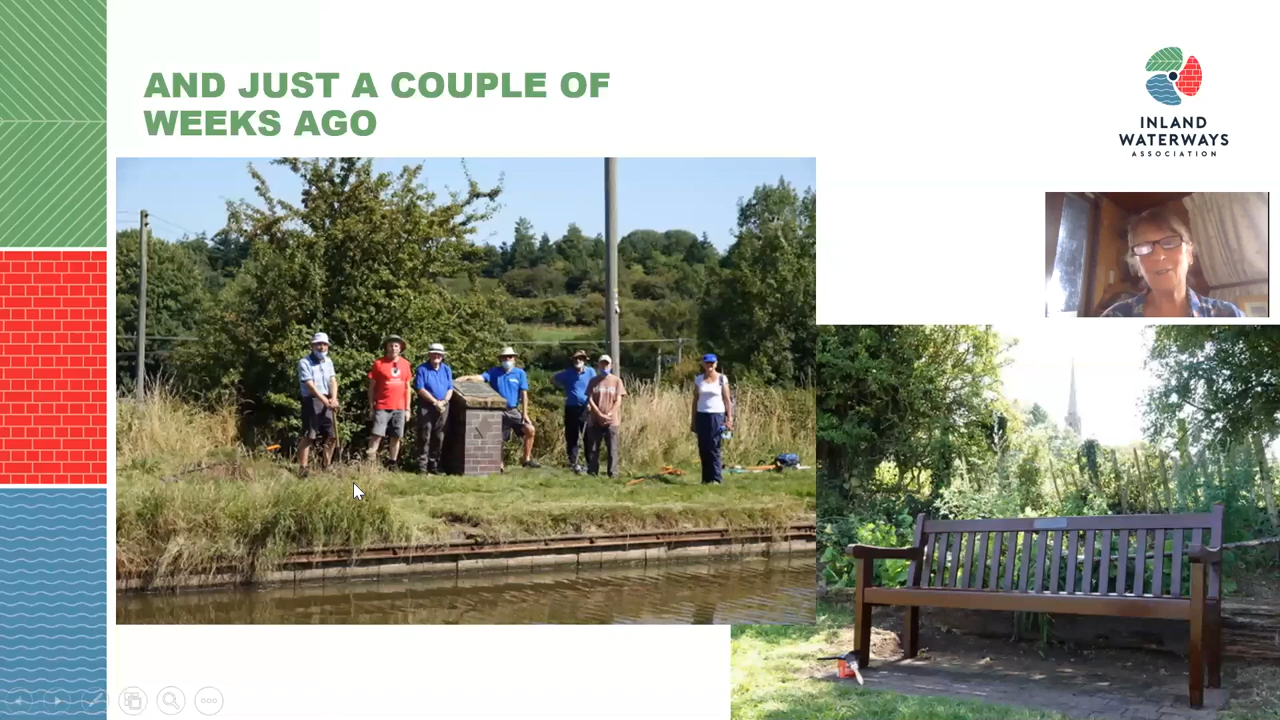 AND JUST A COUPLE OF
WEEKS AGO
INLAND
WATERWAYS
ASSOCIATION